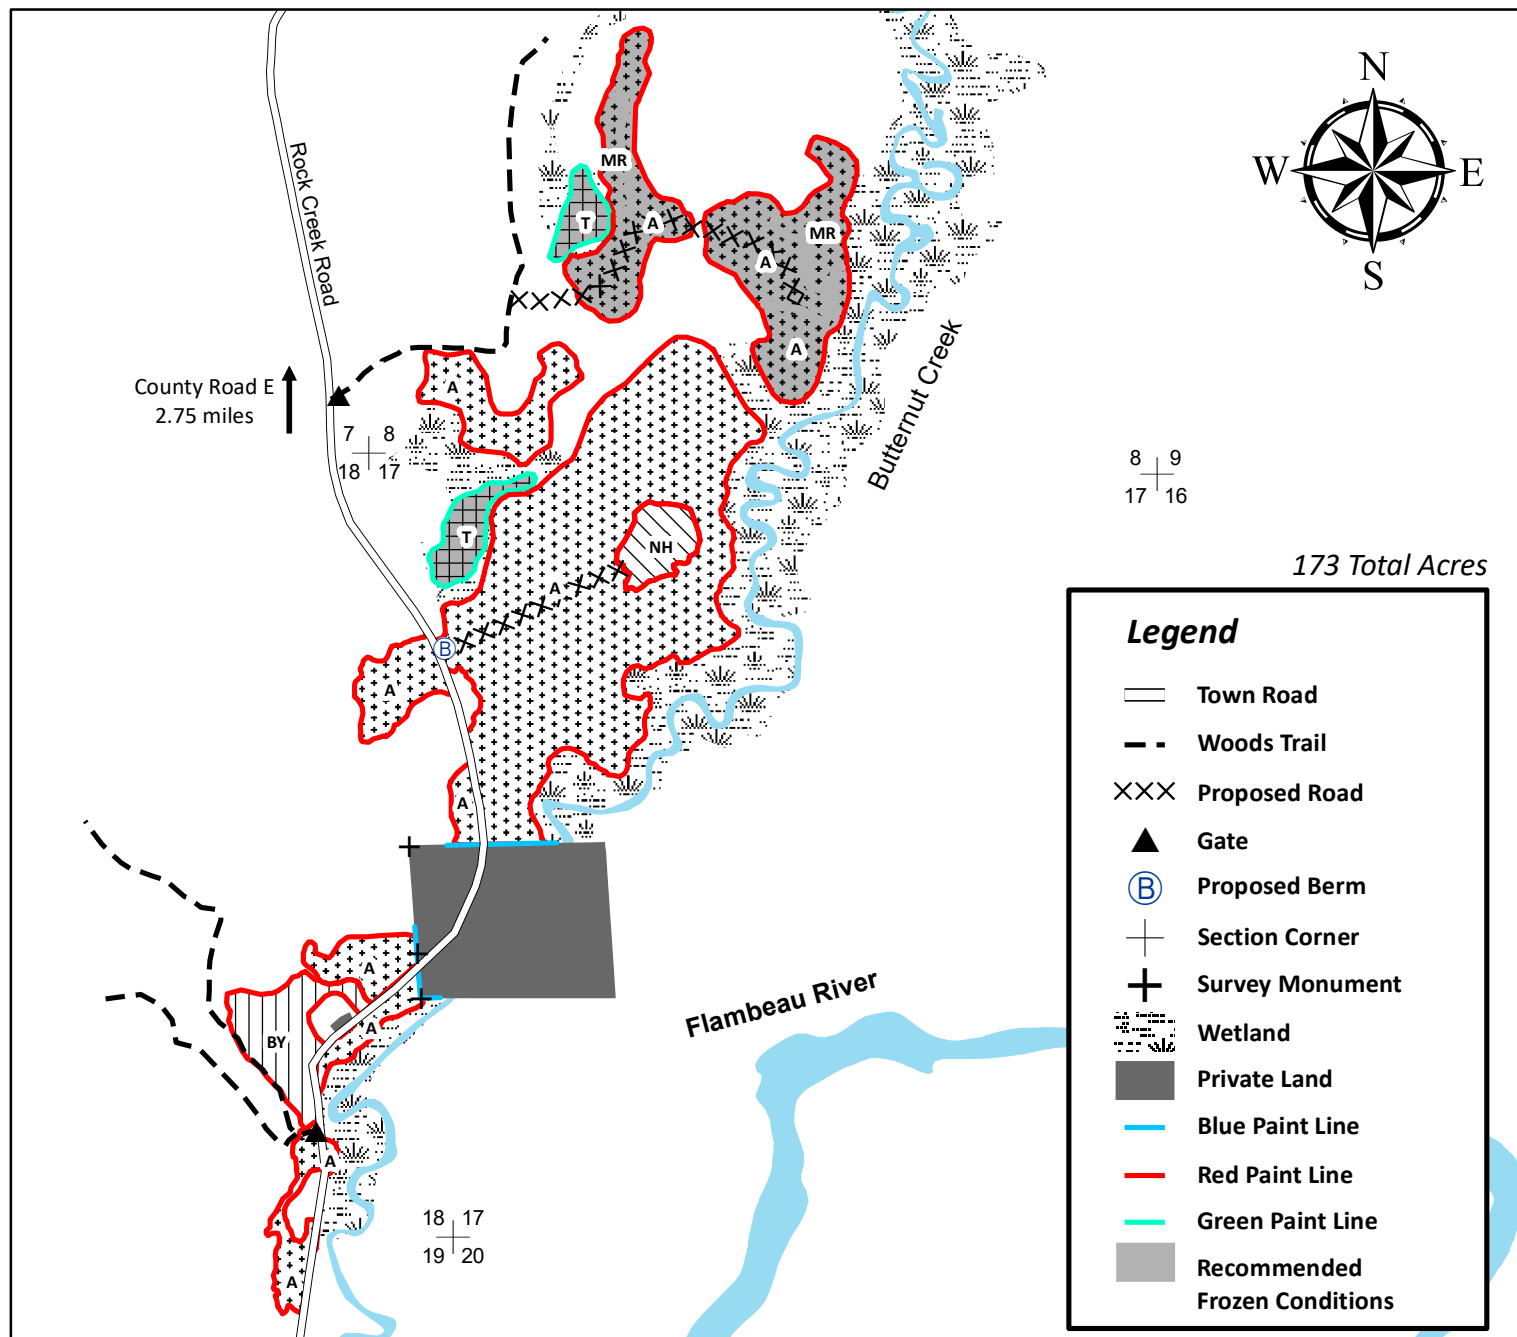 N
W
E
S
Rock Creek Road
MR
T
A
MR
A
A
County Road E
2.75 miles
A
7 8
18 17
Butternut Creek
8 9
17 16
T
NH
A
173 Total Acres
B
A
A
A
A
BY
Flambeau River
A
A
18 17
19 20
Legend
Town Road
Woods Trail
XXX Proposed Road
Gate
B Proposed Berm
Section Corner
Survey Monument
Wetland
Private Land
Blue Paint Line
Red Paint Line
Green Paint Line
Recommended
Frozen Conditions